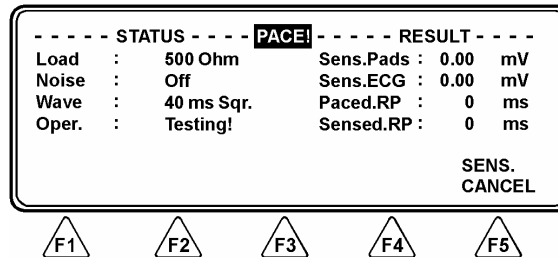 - - - - - STATUS - - - - PACE! - - - - - RESULT - - - -
Load : 500 Ohm Sens.Pads : 0.00 mV
Noise : Off Sens.ECG : 0.00 mV
Wave : 40 ms Sqr. Paced.RP : 0 ms
Oper. : Testing! Sensed.RP : 0 ms
SENS.
CANCEL
F1 F2 F3 F4 F5